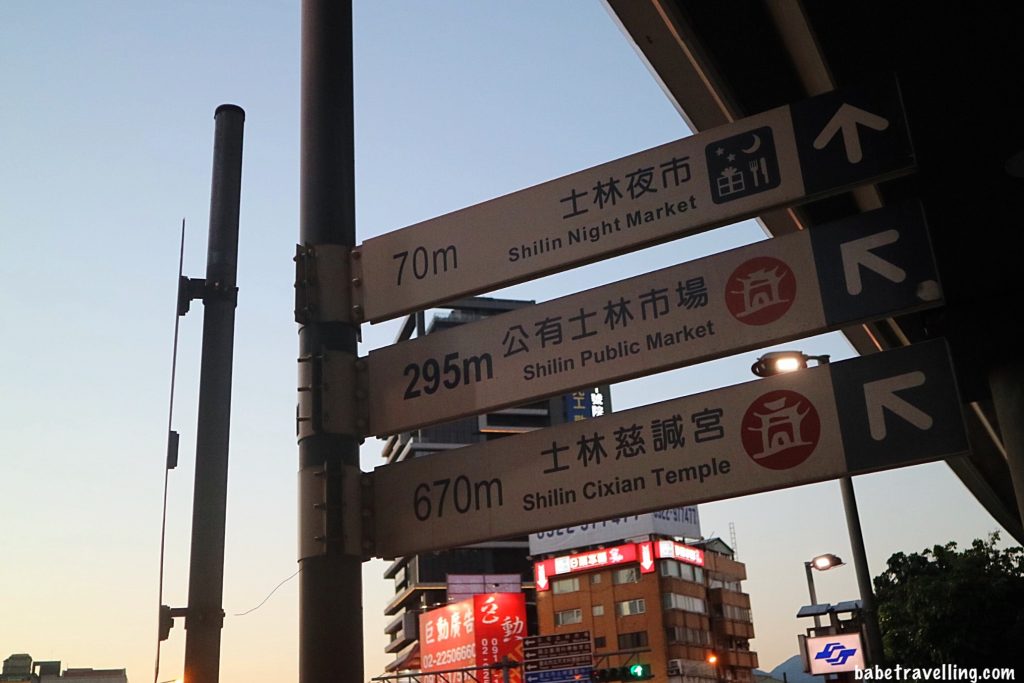 士林夜市
70m Shilin Night Market
公有士林市場
295m Shilin Public Market
士林慈諴宮
670m Shilin Cixian Temple
巨動廣告
02-22506660
babetravelling.com